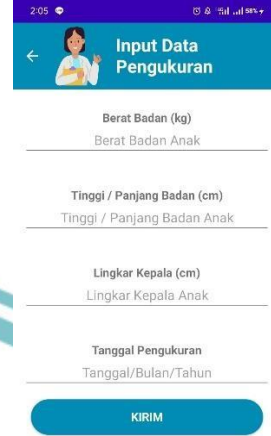 2:05
58%
Input Data
Pengukuran
Berat Badan (kg)
Berat Badan Anak
Tinggi / Panjang Badan (cm)
Tinggi / Panjang Badan Anak
Lingkar Kepala (cm)
Lingkar Kepala Anak
Tanggal Pengukuran
Tanggal/Bulan/Tahun
KIRIM